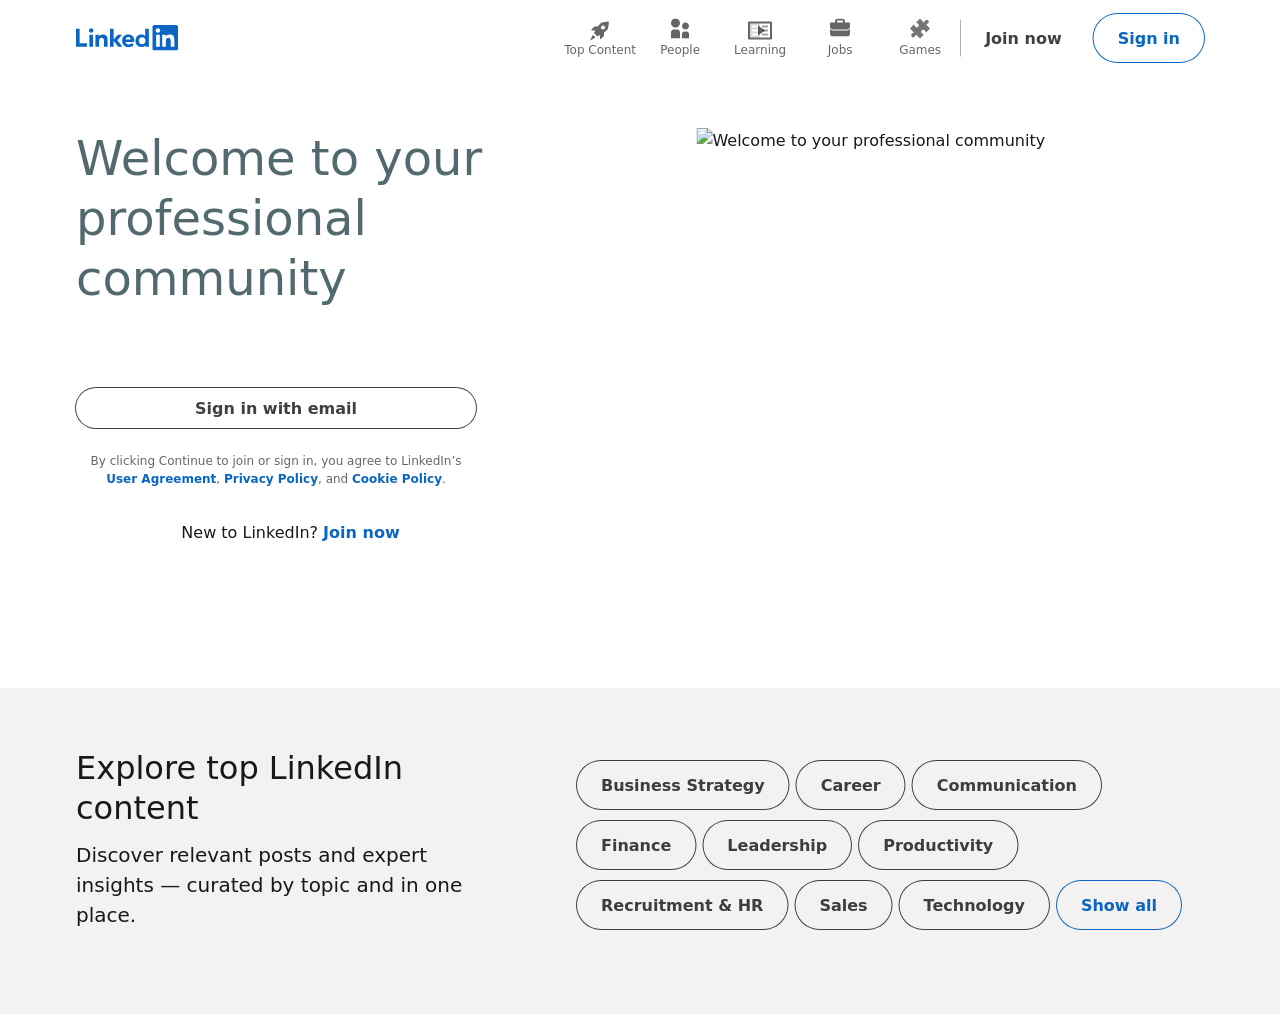 Linkedin
Top Content
People
Learning
Jobs
Games
Join now
Sign in
Welcome to your
professional
community
Welcome to your professional community
Sign in with email
By clicking Continue to join or sign in, you agree to LinkedIn’s
User Agreement, Privacy Policy, and Cookie Policy.
New to LinkedIn? Join now
Explore top LinkedIn
content
Discover relevant posts and expert
insights — curated by topic and in one
place.
Business Strategy
Career
Communication
Finance
Leadership
Productivity
Recruitment & HR
Sales
Technology
Show all